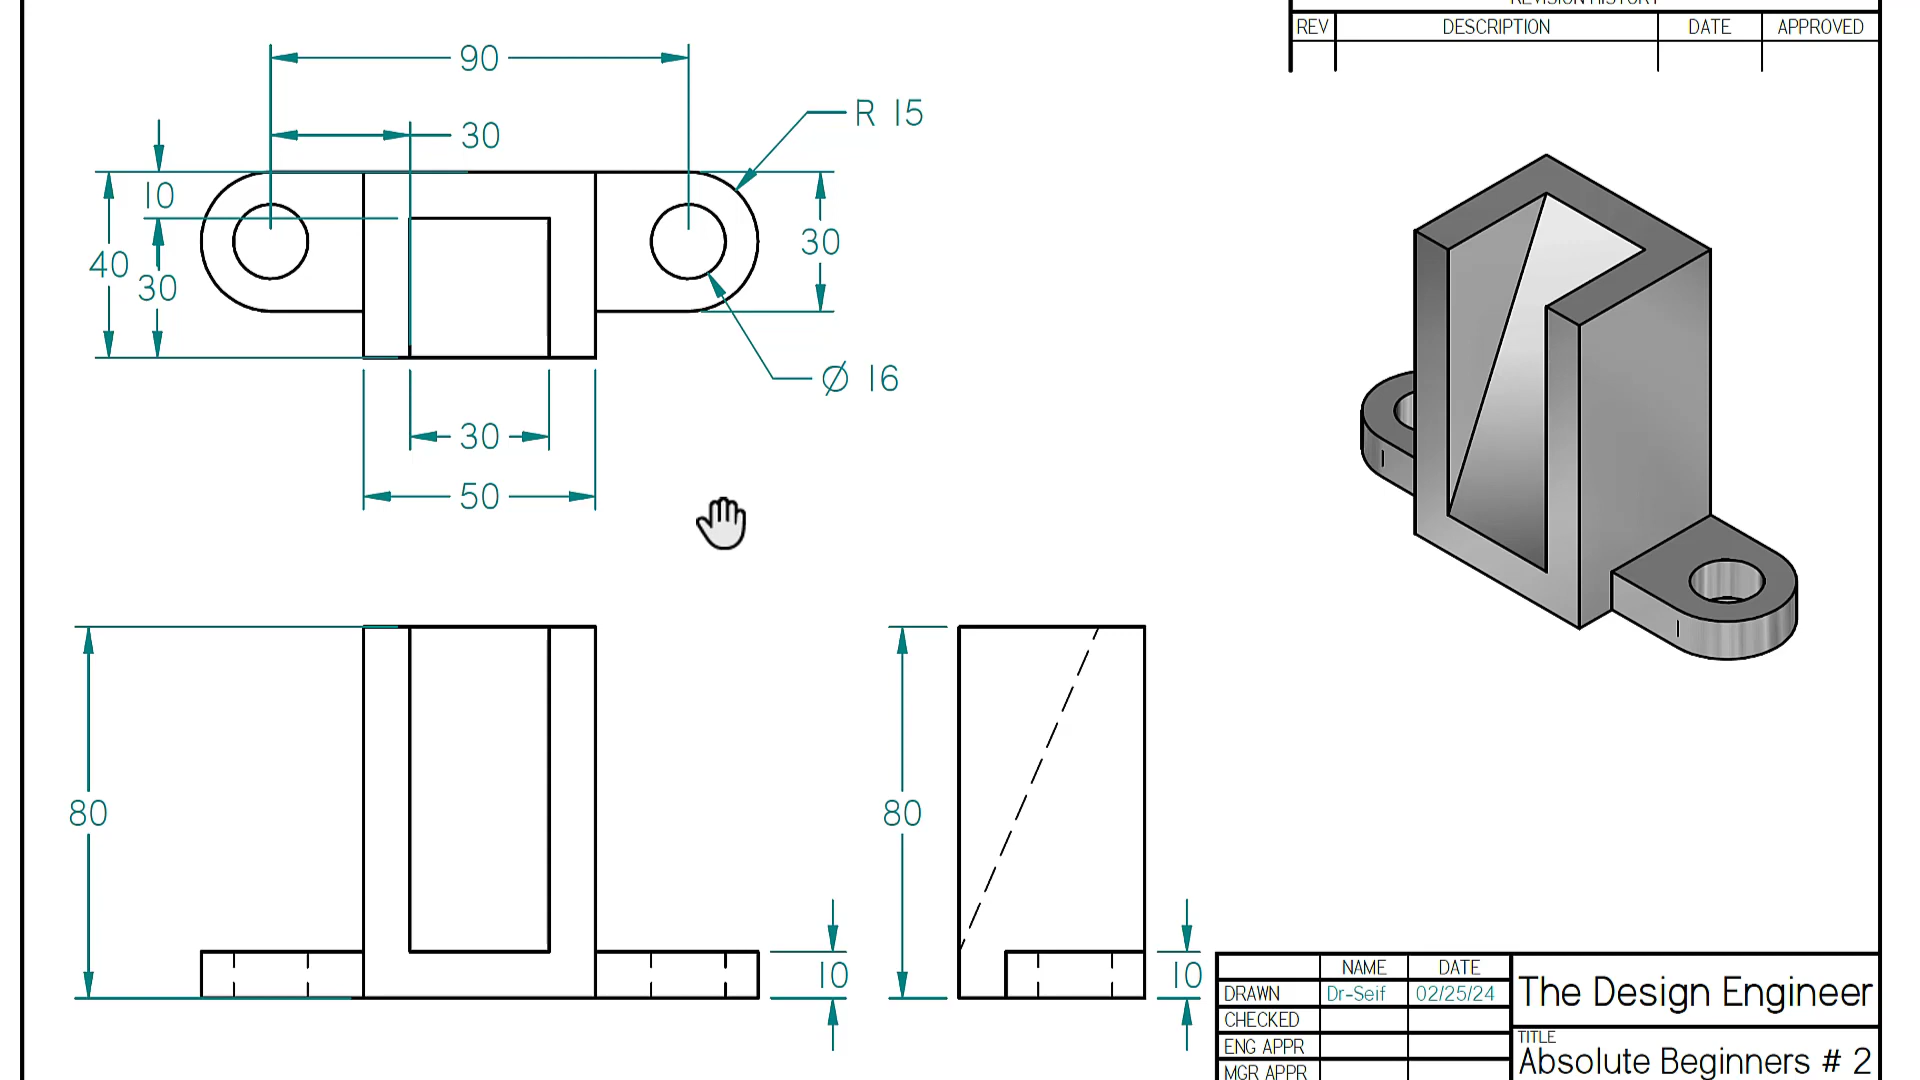 REVISION HISTORY
REV DESCRIPTION DATE APPROVED
90
30
R 15
10
40
30
30
Ø 16
30
50
80
80
10
10
NAME DATE
DRAWN Dr-Seif 02/25/24
CHECKED
ENG APPR
MGR APPR
The Design Engineer
TITLE
Absolute Beginners # 2